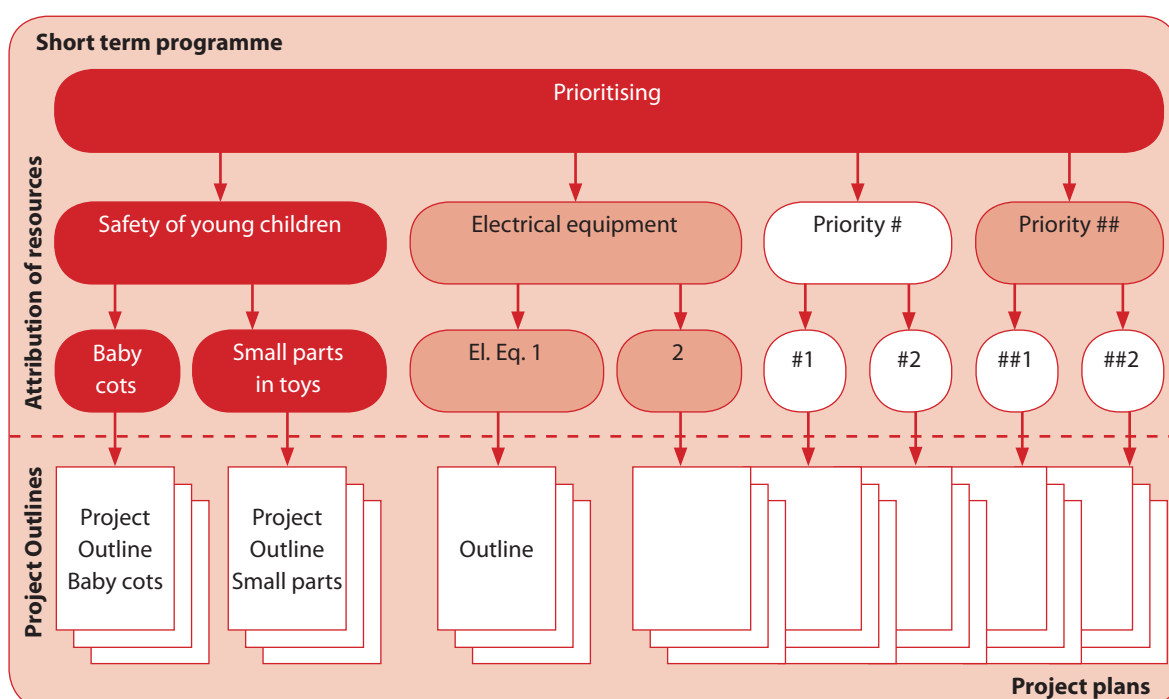 Short term programme
Prioritising
Attribution of resources
Safety of young children
Electrical equipment
Priority #
Priority ##
Baby
cots
Small parts
in toys
El. Eq. 1
2
#1
#2
##1
##2
Project Outlines
Project
Outline
Baby cots
Project
Outline
Small parts
Outline
Project plans